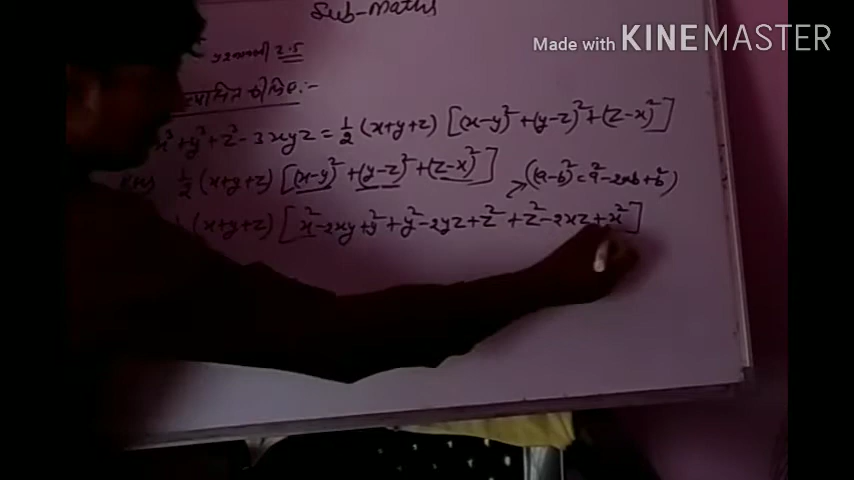 Sub-Maths
Made with KINEMASTER
प्रश्नावली 2.5
x³+y³+z³-3xyz = 1/2 (x+y+z) [(x-y)²+(y-z)²+(z-x)²]
1/2 (x+y+z) [(x-y)²+(y-z)²+(z-x)²] (a-b)²=a²-2ab+b²)
(x+y+z) [x²-2xy+y²+y²-2yz+z²+z²-2xz+x²]